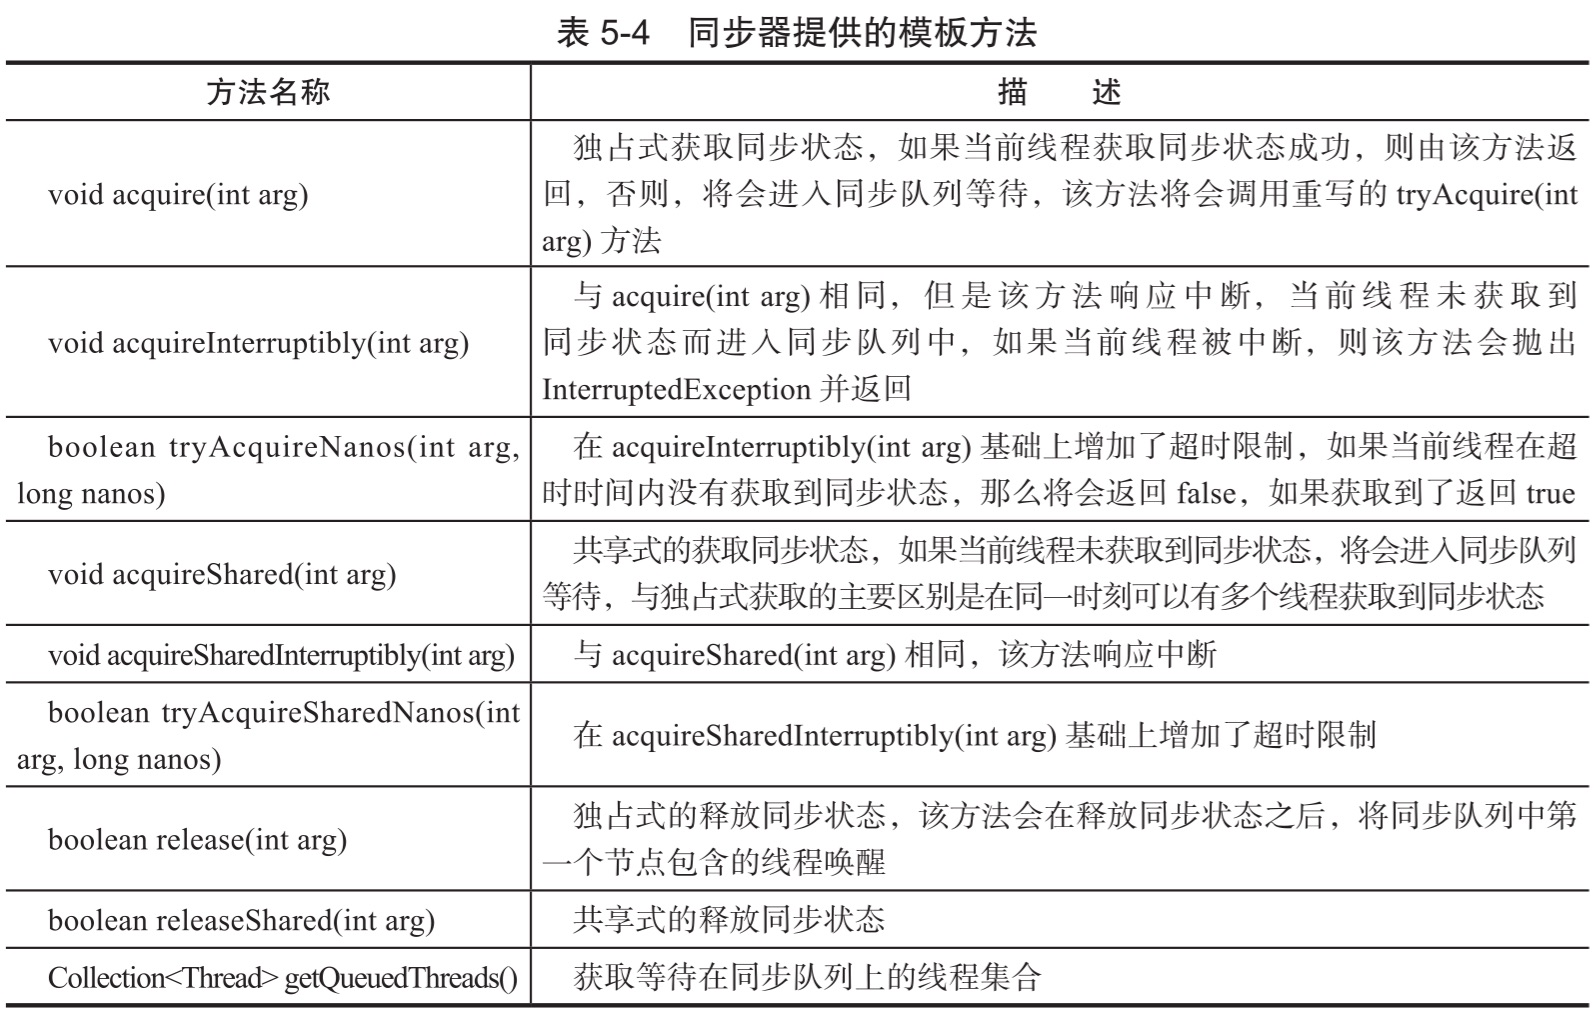 表 5-4 同步器提供的模板方法
方法名称
描 述
void acquire(int arg)
独占式获取同步状态，如果当前线程获取同步状态成功，则由该方法返
回，否则，将会进入同步队列等待，该方法将会调用重写的 tryAcquire(int
arg) 方法
void acquireInterruptibly(int arg)
与 acquire(int arg) 相同，但是该方法响应中断，当前线程未获取到
同步状态而进入同步队列中，如果当前线程被中断，则该方法会抛出
InterruptedException 并返回
boolean tryAcquireNanos(int arg,
long nanos)
在 acquireInterruptibly(int arg) 基础上增加了超时限制，如果当前线程在超
时时间内没有获取到同步状态，那么将会返回 false，如果获取到了返回 true
void acquireShared(int arg)
共享式的获取同步状态，如果当前线程未获取到同步状态，将会进入同步队列
等待，与独占式获取的主要区别是在同一时刻可以有多个线程获取到同步状态
void acquireSharedInterruptibly(int arg)
与 acquireShared(int arg) 相同，该方法响应中断
boolean tryAcquireSharedNanos(int
arg, long nanos)
在 acquireSharedInterruptibly(int arg) 基础上增加了超时限制
boolean release(int arg)
独占式的释放同步状态，该方法会在释放同步状态之后，将同步队列中第
一个节点包含的线程唤醒
boolean releaseShared(int arg)
共享式的释放同步状态
Collection<Thread> getQueuedThreads()
获取等待在同步队列上的线程集合